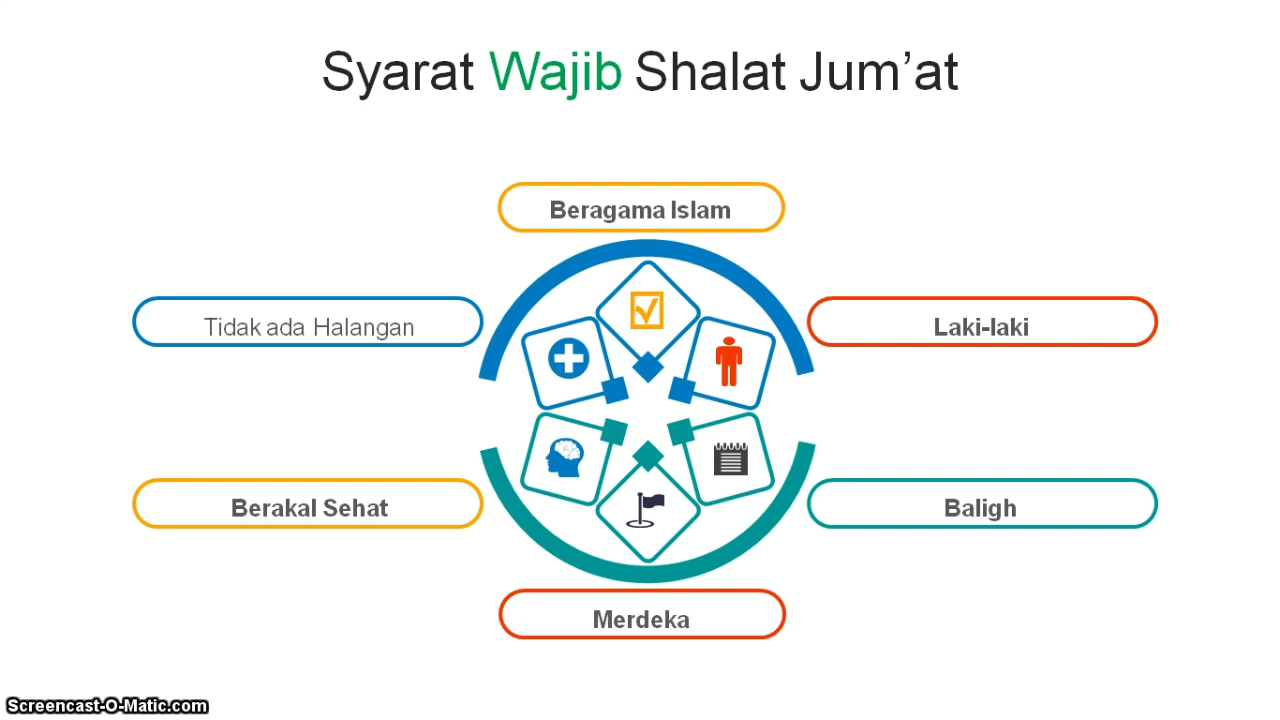 Syarat Wajib Shalat Jum’at
Beragama Islam
Tidak ada Halangan
Laki-laki
Berakal Sehat
Baligh
Merdeka
Screencast-O-Matic.com